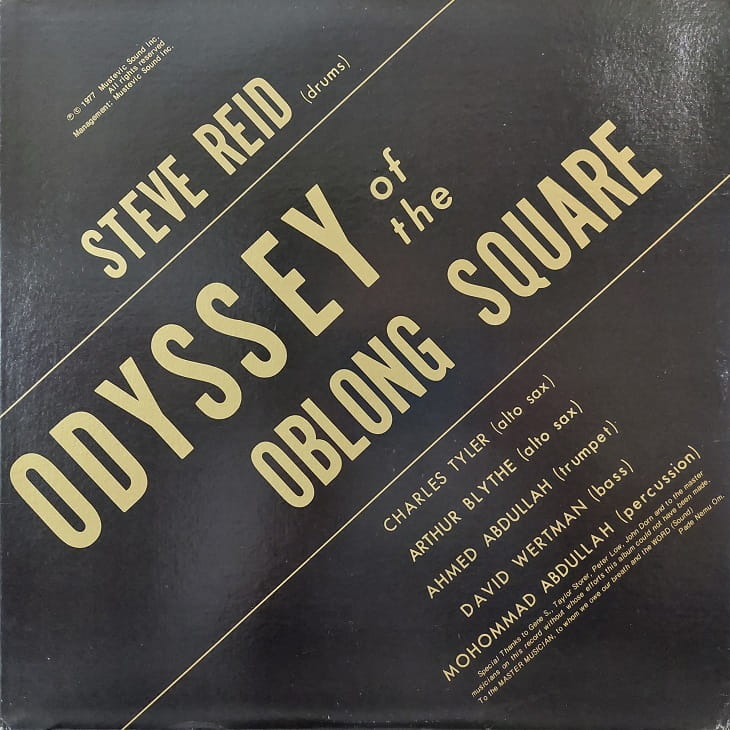 ℗ © 1977 Mustevic Sound Inc.
All rights reserved
Management: Mustevic Sound Inc.
STEVE REID (drums)
ODYSSEY of
the
OBLONG SQUARE
CHARLES TYLER (alto sax)
ARTHUR BLYTHE (alto sax)
AHMED ABDULLAH (trumpet)
DAVID WERTMAN (bass)
MOHOMMAD ABDULLAH (percussion)
Special Thanks to Gene S., Taylor Storer, Peter Low, John Dorn and to the master
musicians on this record without whose efforts this album could not have been made.
To the MASTER MUSICIAN, to whom we owe our breath and the WORD (Sound)
Pade Nemu Om.